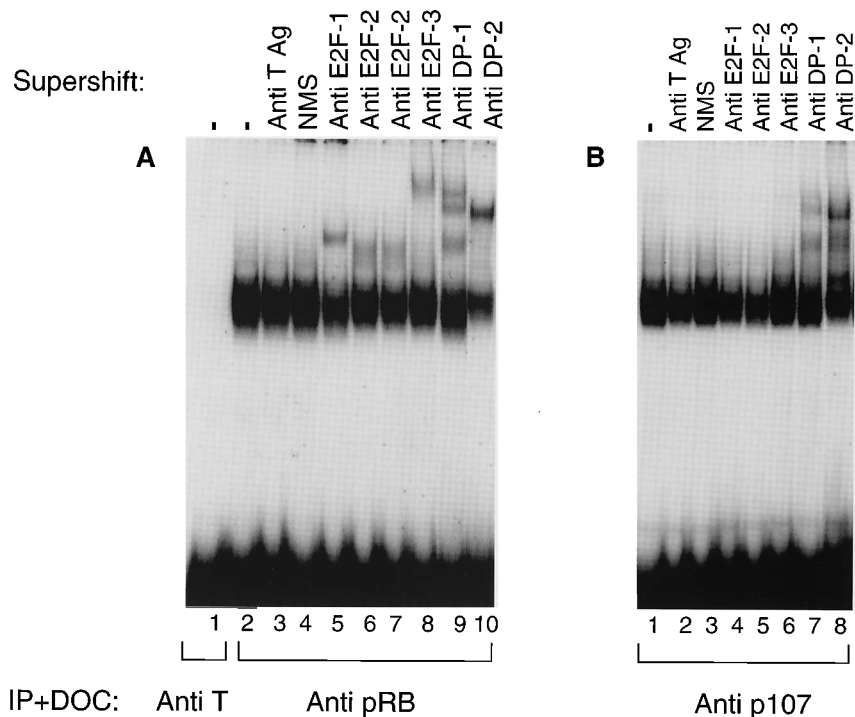 Supershift:
- - Anti T Ag NMS Anti E2F-1 Anti E2F-2 Anti E2F-2 Anti E2F-3 Anti DP-1 Anti DP-2
- Anti T Ag NMS Anti E2F-1 Anti E2F-2 Anti E2F-3 Anti DP-1 Anti DP-2
A
B
1 2 3 4 5 6 7 8 9 10
1 2 3 4 5 6 7 8
IP+DOC: Anti T Anti pRB Anti p107